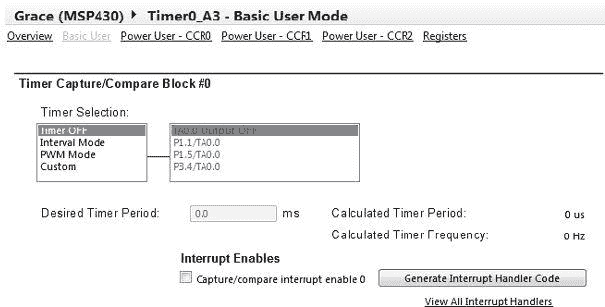 Grace (MSP430) ▸ Timer0_A3 - Basic User Mode
Overview Basic User Power User - CCR0 Power User - CCR1 Power User - CCR2 Registers
Timer Capture/Compare Block #0
Timer Selection:
Timer OFF
Interval Mode
PWM Mode
Custom
TA0.0 Output OFF
P1.1/TA0.0
P1.5/TA0.0
P3.4/TA0.0
Desired Timer Period: 0.0 ms Calculated Timer Period: 0 us
Calculated Timer Frequency: 0 Hz
Interrupt Enables
Capture/compare interrupt enable 0 Generate Interrupt Handler Code
View All Interrupt Handlers